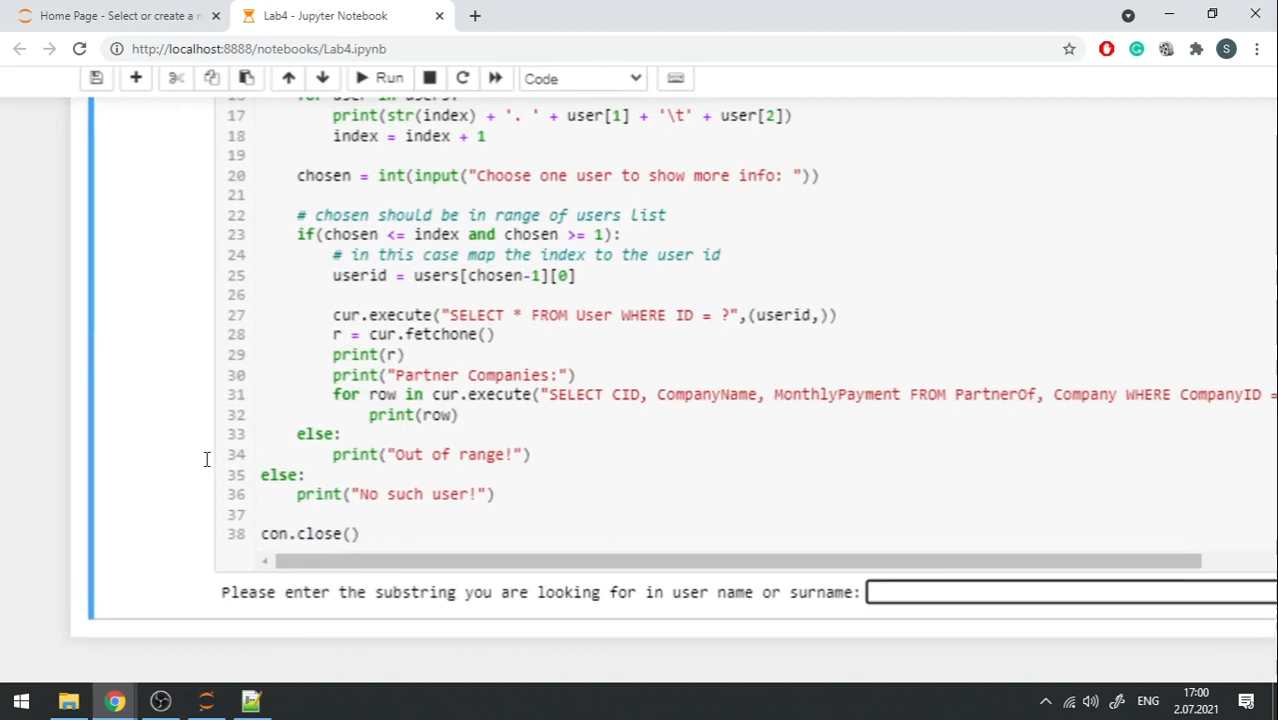 Home Page - Select or create a n
Lab4 - Jupyter Notebook
http://localhost:8888/notebooks/Lab4.ipynb
S
Run
Code
for user in users:
17 print(str(index) + '. ' + user[1] + '\t' + user[2])
18 index = index + 1
19
20 chosen = int(input("Choose one user to show more info: "))
21
22 # chosen should be in range of users list
23 if(chosen <= index and chosen >= 1):
24 # in this case map the index to the user id
25 userid = users[chosen-1][0]
26
27 cur.execute("SELECT * FROM User WHERE ID = ?",(userid,))
28 r = cur.fetchone()
29 print(r)
30 print("Partner Companies:")
31 for row in cur.execute("SELECT CID, CompanyName, MonthlyPayment FROM PartnerOf, Company WHERE CompanyID =
32 print(row)
33 else:
34 print("Out of range!")
35 else:
36 print("No such user!")
37
38 con.close()
Please enter the substring you are looking for in user name or surname:
ENG
17:00
2.07.2021